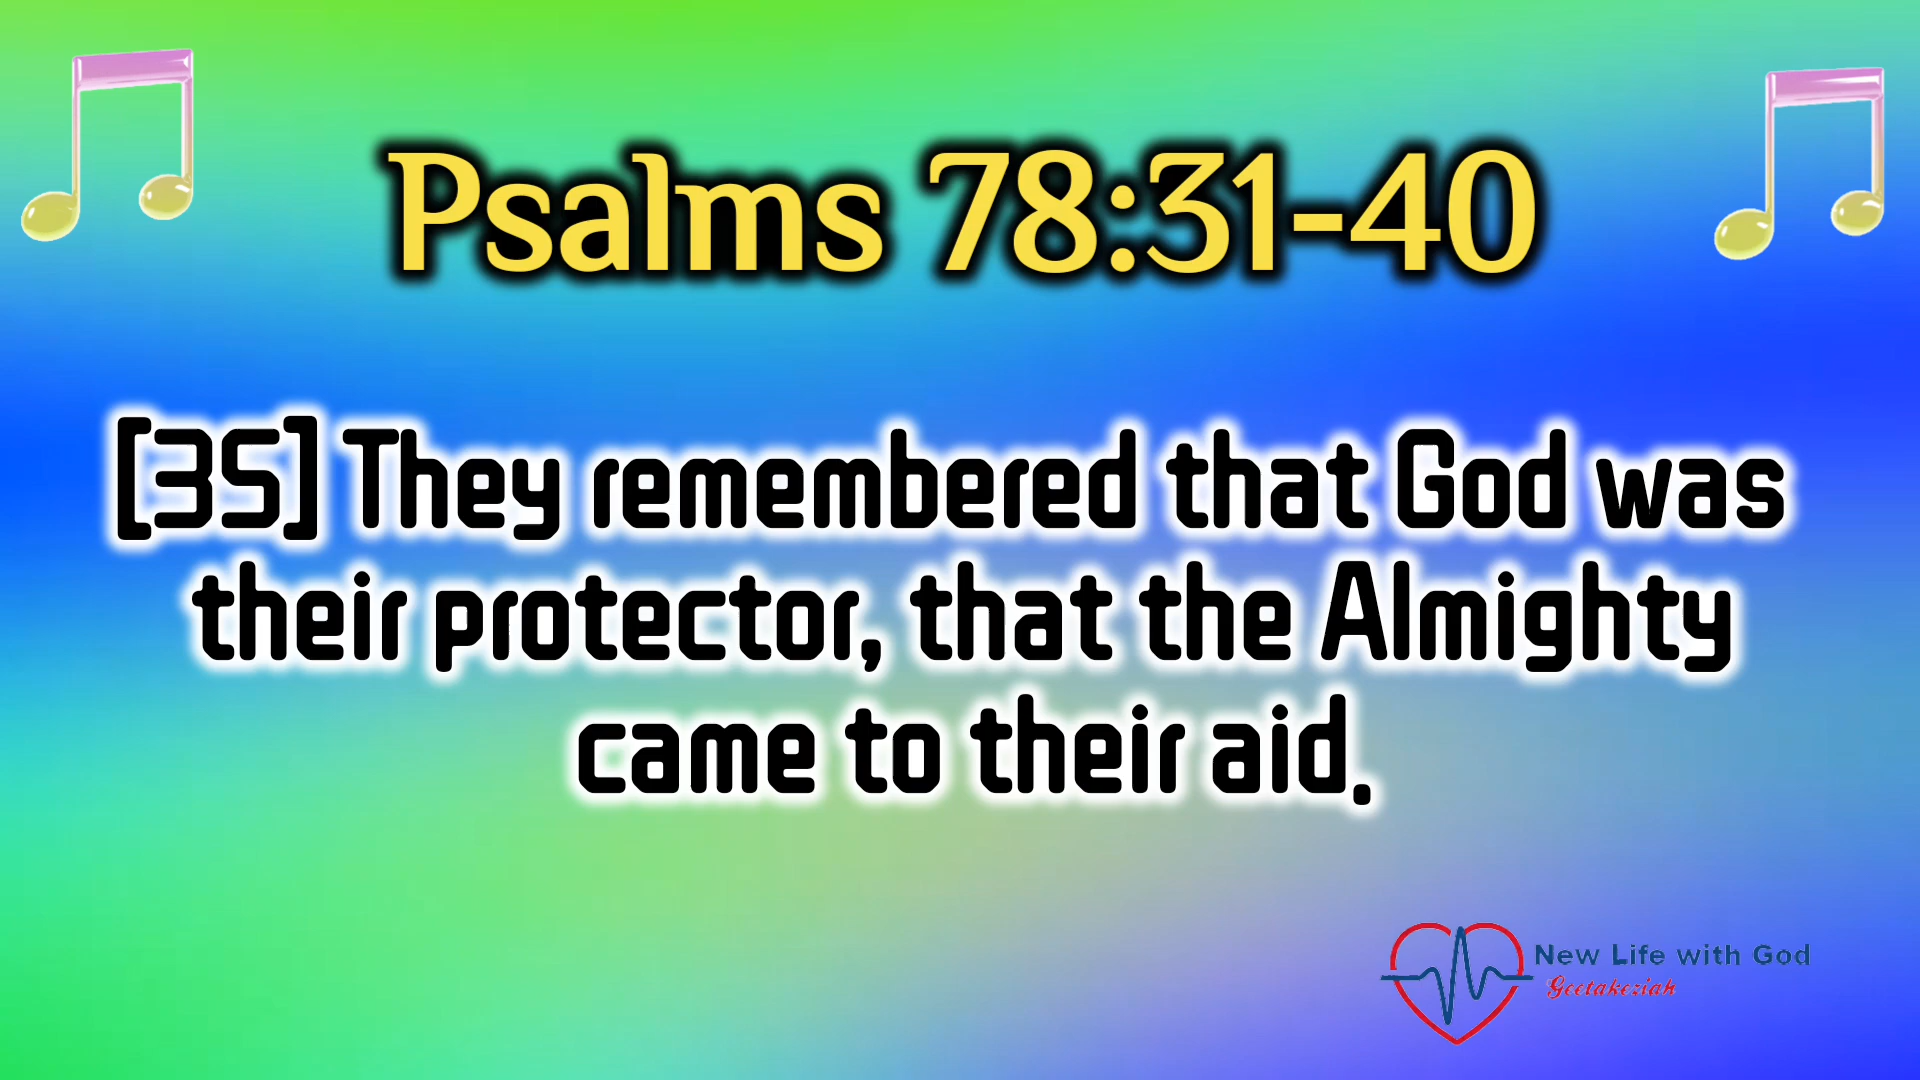 Psalms 78:31-40
[35] They remembered that God was
their protector, that the Almighty
came to their aid.
New Life with God
Geetakeziah